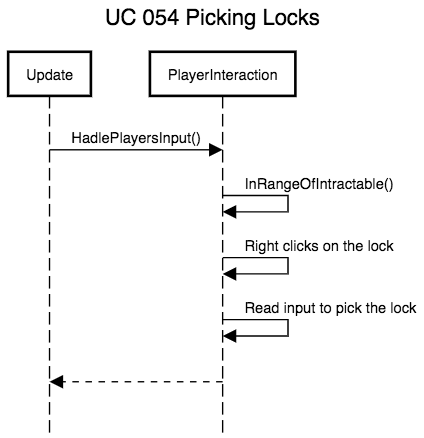 UC 054 Picking Locks
Update
PlayerInteraction
HadlePlayersInput()
InRangeOfIntractable()
Right clicks on the lock
Read input to pick the lock